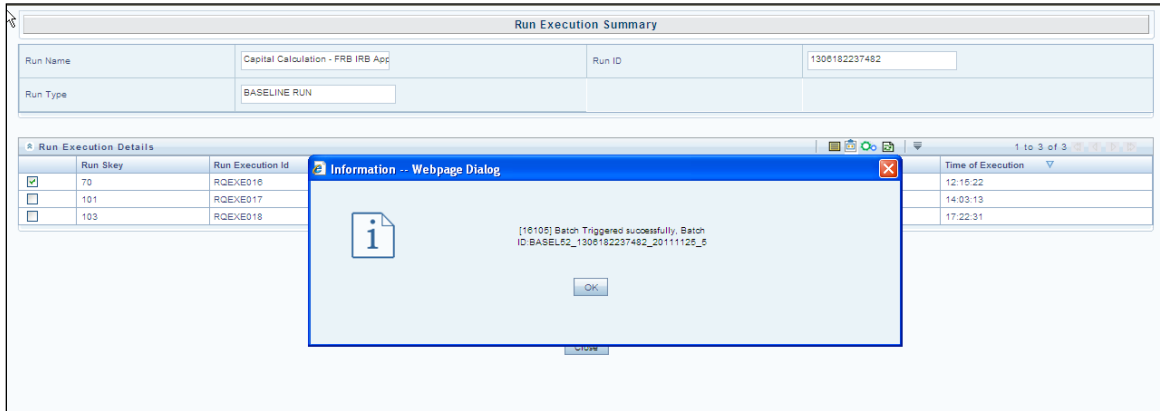 Run Execution Summary
Run Name Capital Calculation - FRB IRB App Run ID 1306182237482
Run Type BASELINE RUN
Run Execution Details 1 to 3 of 3
Run Skey Run Execution Id Time of Execution
70 RQEXE016 12:15:22
101 RQEXE017 14:03:13
103 RQEXE018 17:22:31
Information -- Webpage Dialog
[16105] Batch Triggered successfully, Batch
ID:BASEL52_1306182237482_20111125_5
OK
Close